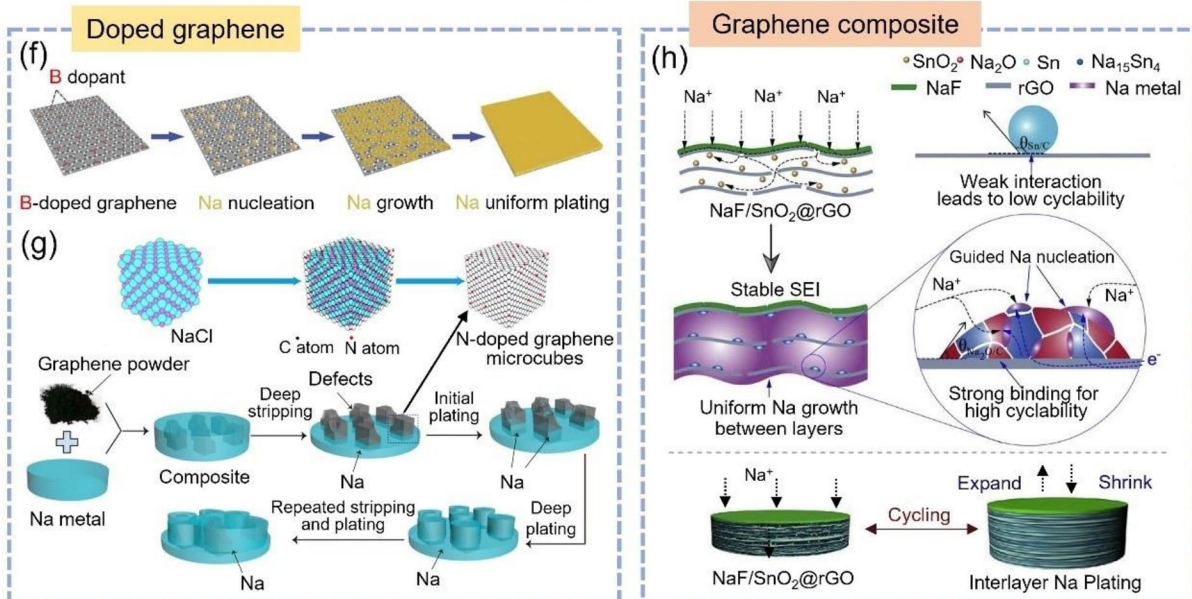 Doped graphene
(f)
B dopant
B-doped graphene
Na nucleation
Na growth
Na uniform plating
(g)
NaCl
C atom
N atom
N-doped graphene
microcubes
Graphene powder
Na metal
Composite
Deep
stripping
Defects
Na
Initial
plating
Na
Deep
plating
Na
Repeated stripping
and plating
Na
Graphene composite
(h)
SnO₂
Na₂O
Sn
Na₁₅Sn₄
NaF
rGO
Na metal
Na⁺
Na⁺
Na⁺
NaF/SnO₂@rGO
θSn/C
Weak interaction
leads to low cyclability
Stable SEI
Uniform Na growth
between layers
Guided Na nucleation
Na⁺
Na⁺
θNa₂O/C
e⁻
Strong binding for
high cyclability
Na⁺
NaF/SnO₂@rGO
Cycling
Expand
Shrink
Interlayer Na Plating